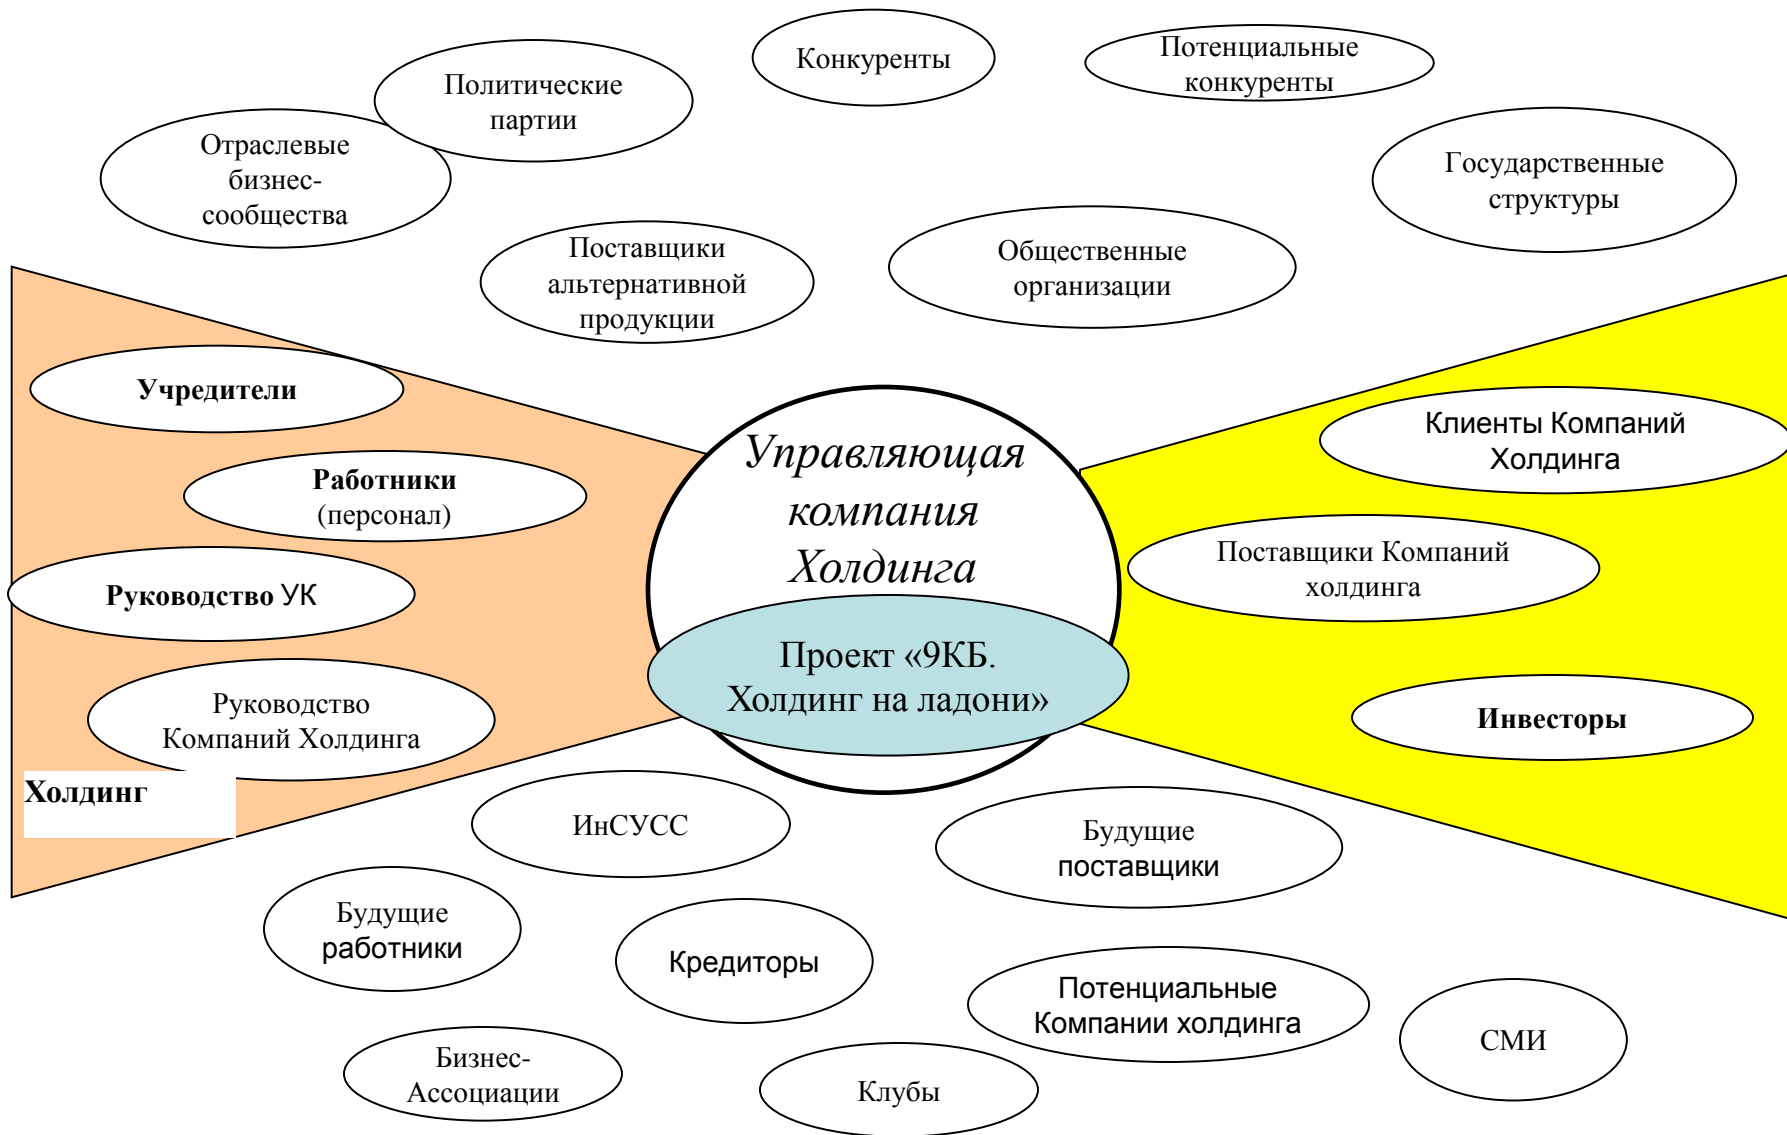 Конкуренты
Потенциальные
конкуренты
Политические
партии
Отраслевые
бизнес-
сообщества
Государственные
структуры
Поставщики
альтернативной
продукции
Общественные
организации
Учредители
Работники
(персонал)
Руководство УК
Руководство
Компаний Холдинга
Холдинг
Управляющая
компания
Холдинга
Проект «9КБ.
Холдинг на ладони»
Клиенты Компаний
Холдинга
Поставщики Компаний
холдинга
Инвесторы
ИнСУСС
Будущие
поставщики
Будущие
работники
Кредиторы
Потенциальные
Компании холдинга
СМИ
Бизнес-
Ассоциации
Клубы